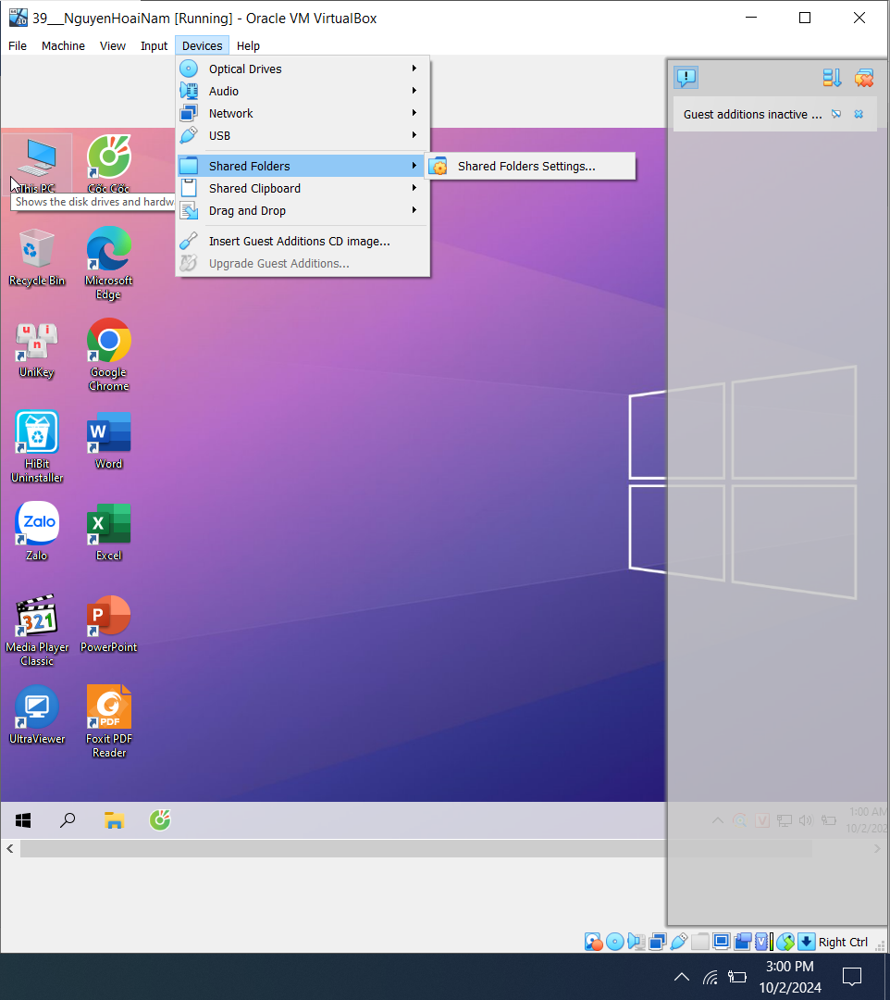 39___NguyenHoaiNam [Running] - Oracle VM VirtualBox
File Machine View Input Devices Help
Optical Drives
Audio
Network
USB
Shared Folders
Shared Folders Settings...
Shared Clipboard
Drag and Drop
Insert Guest Additions CD image...
Upgrade Guest Additions...
Guest additions inactive ...
This PC
Cốc Cốc
Shows the disk drives and hardw
Recycle Bin
Microsoft
Edge
u
i
n
UniKey
Google
Chrome
HiBit
Uninstaller
W
Word
Zalo
Zalo
X
Excel
321
Media Player
Classic
P
PowerPoint
UltraViewer
PDF
Foxit PDF
Reader
V
1:00 AM
10/2/202
V
Right Ctrl
3:00 PM
10/2/2024